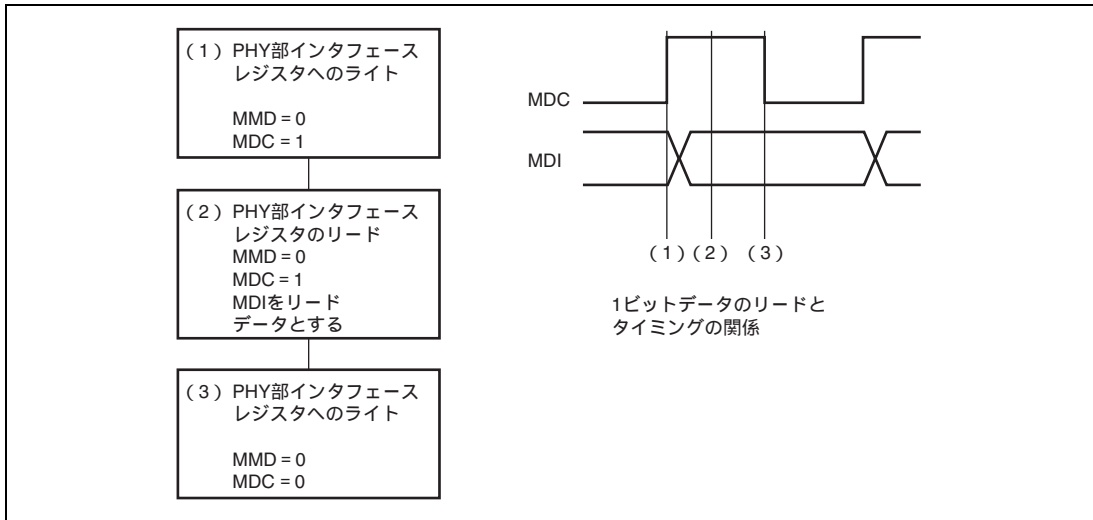 (1) PHY部インタフェース
レジスタへのライト
MMD = 0
MDC = 1
(2) PHY部インタフェース
レジスタのリード
MMD = 0
MDC = 1
MDIをリード
データとする
(3) PHY部インタフェース
レジスタへのライト
MMD = 0
MDC = 0
MDC
MDI
(1)(2) (3)
1ビットデータのリードと
タイミングの関係